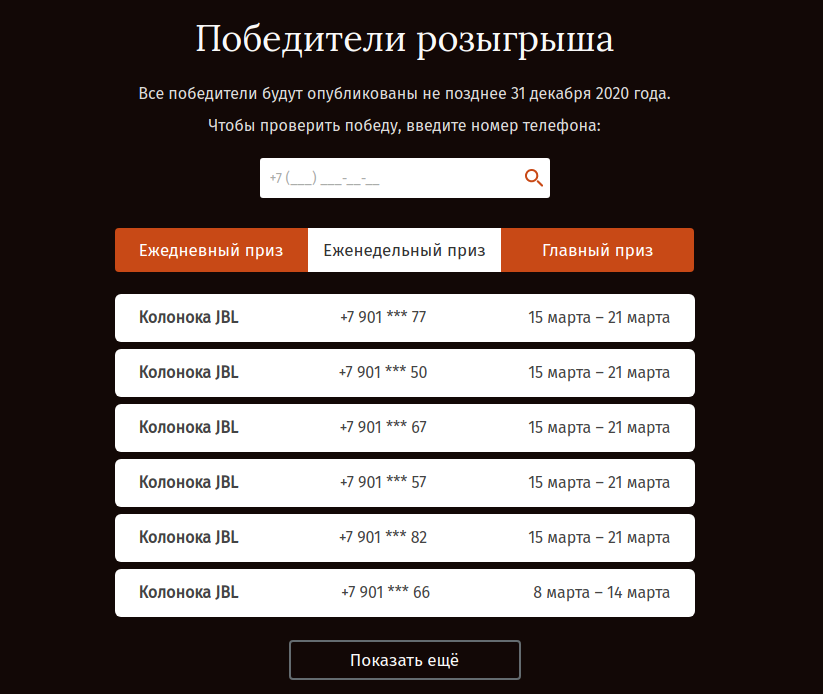 Победители розыгрыша
Все победители будут опубликованы не позднее 31 декабря 2020 года.
Чтобы проверить победу, введите номер телефона:
+7 (___) ___-__-__
Ежедневный приз Еженедельный приз Главный приз
Колонока JBL +7 901 *** 77 15 марта – 21 марта
Колонока JBL +7 901 *** 50 15 марта – 21 марта
Колонока JBL +7 901 *** 67 15 марта – 21 марта
Колонока JBL +7 901 *** 57 15 марта – 21 марта
Колонока JBL +7 901 *** 82 15 марта – 21 марта
Колонока JBL +7 901 *** 66 8 марта – 14 марта
Показать ещё